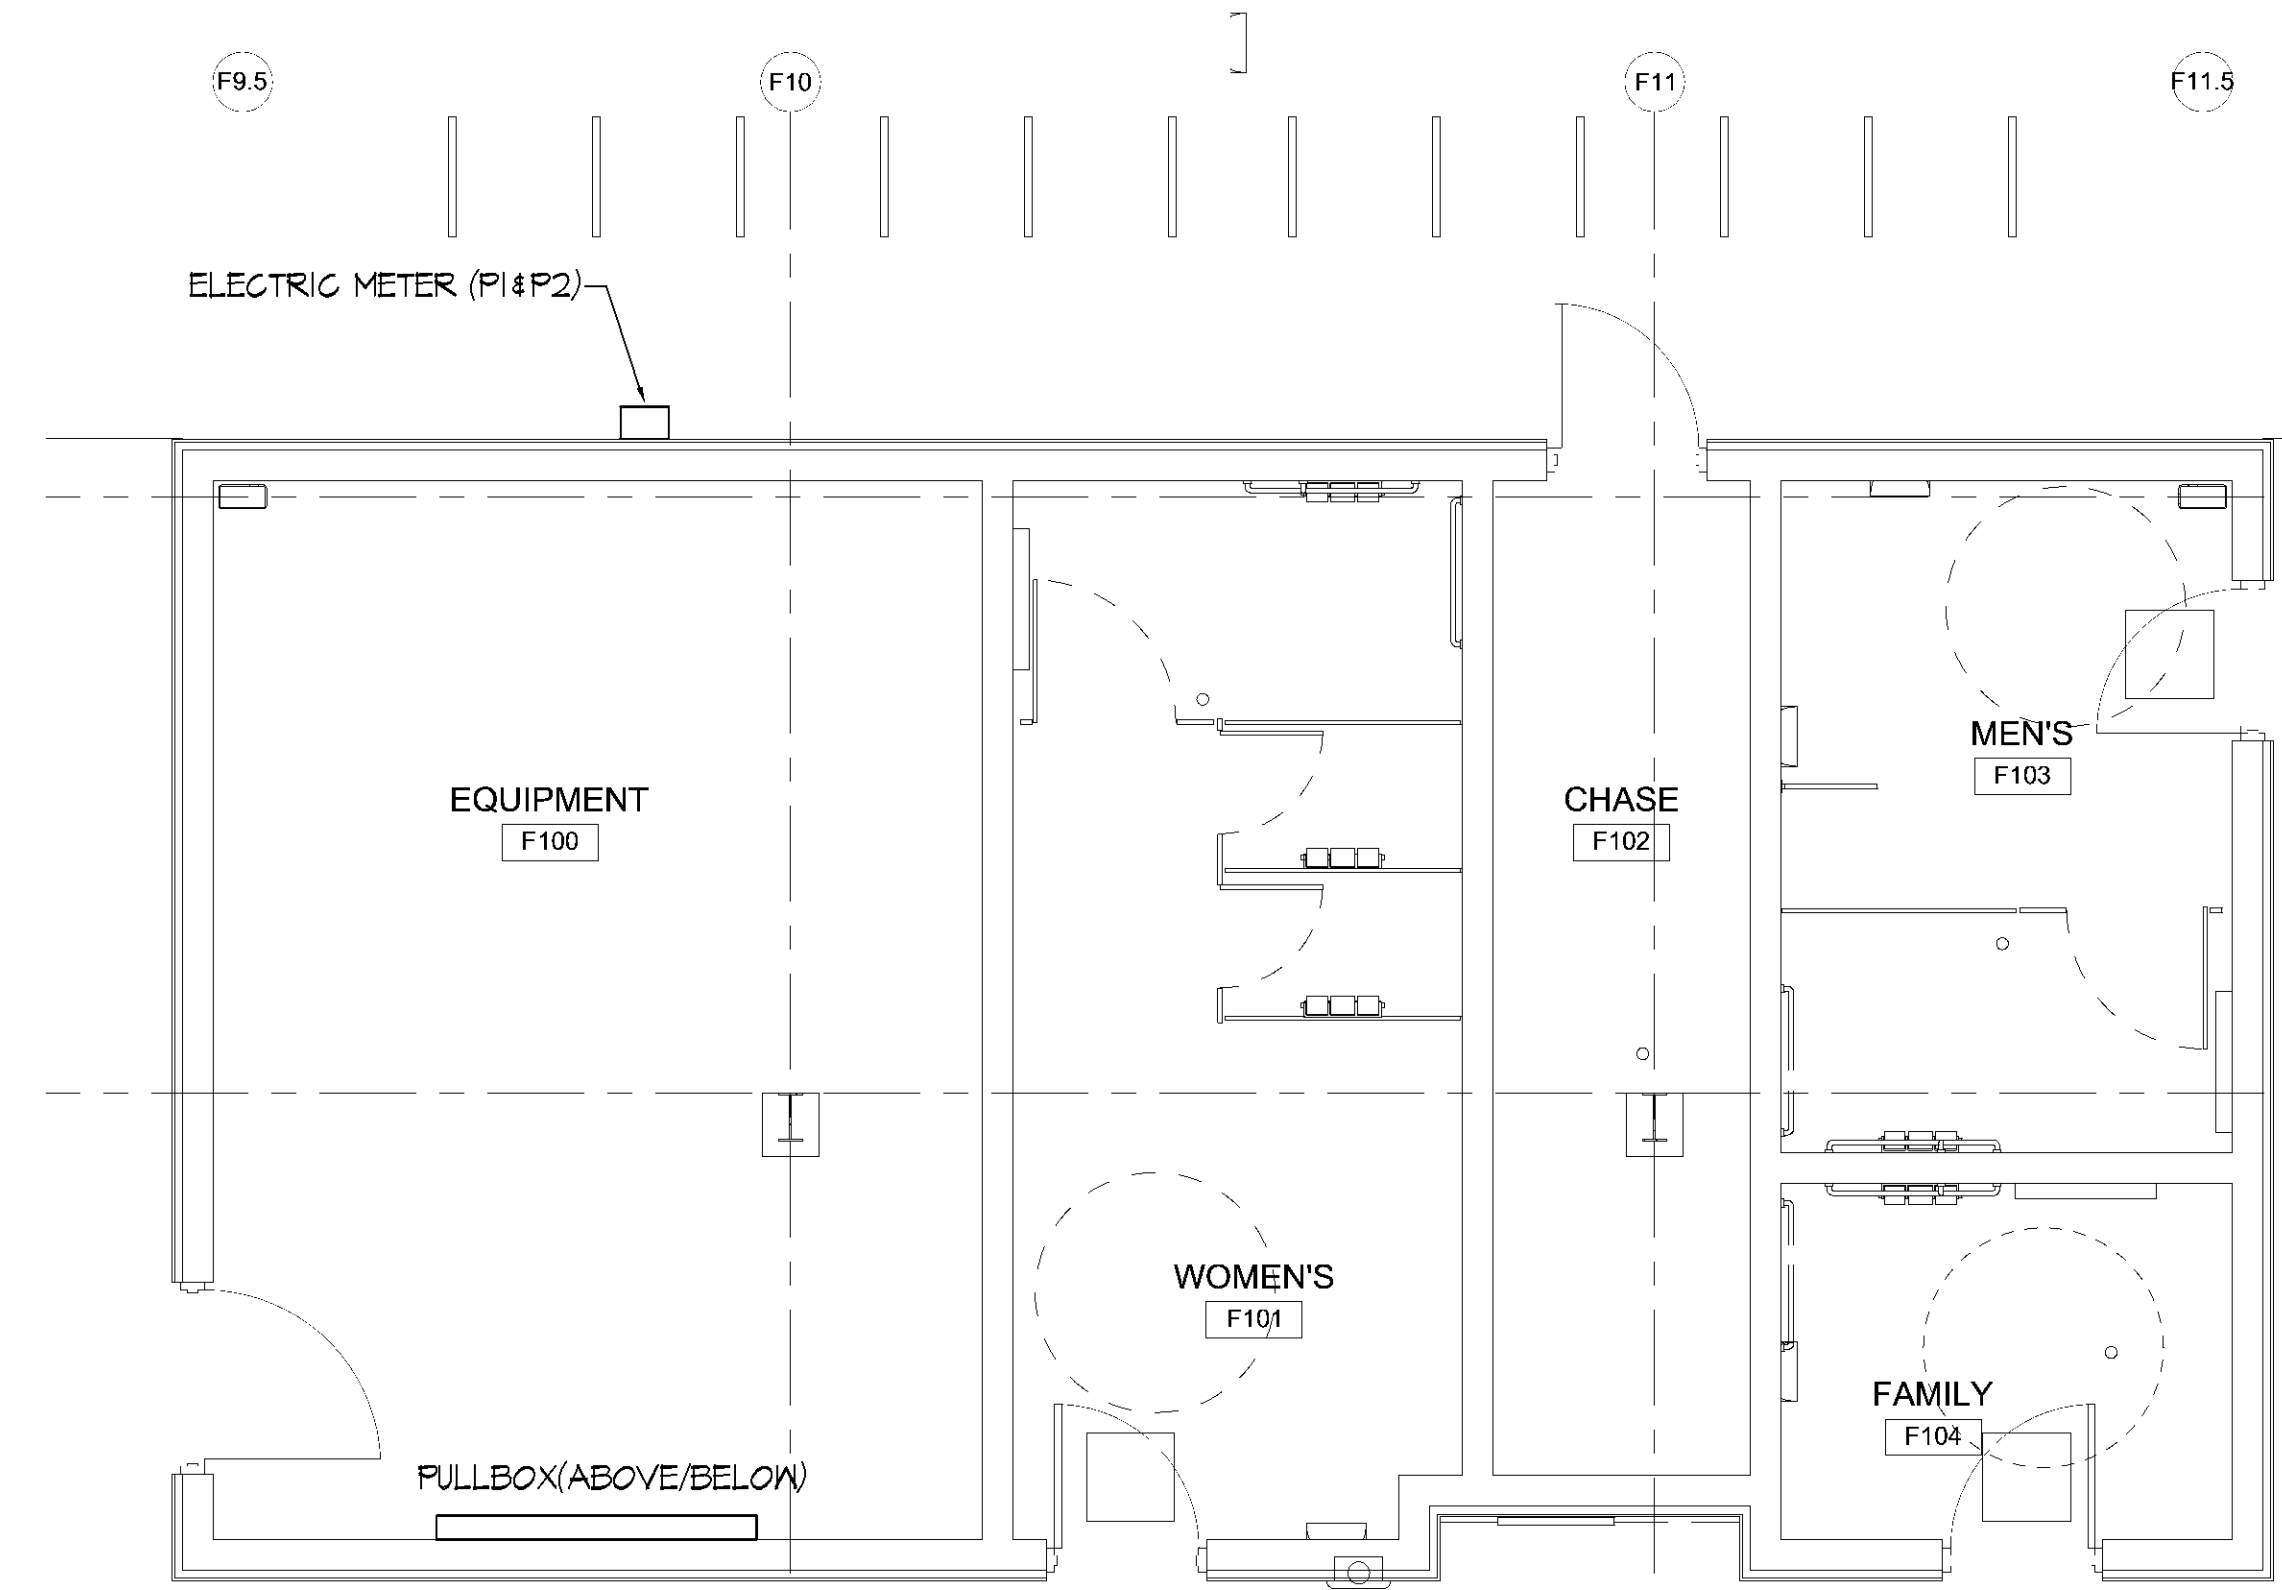 F9.5
F10
F11
F11.5
ELECTRIC METER (P1&P2)
MEN'S
F103
EQUIPMENT
F100
CHASE
F102
WOMEN'S
F101
FAMILY
F104
PULLBOX(ABOVE/BELOW)